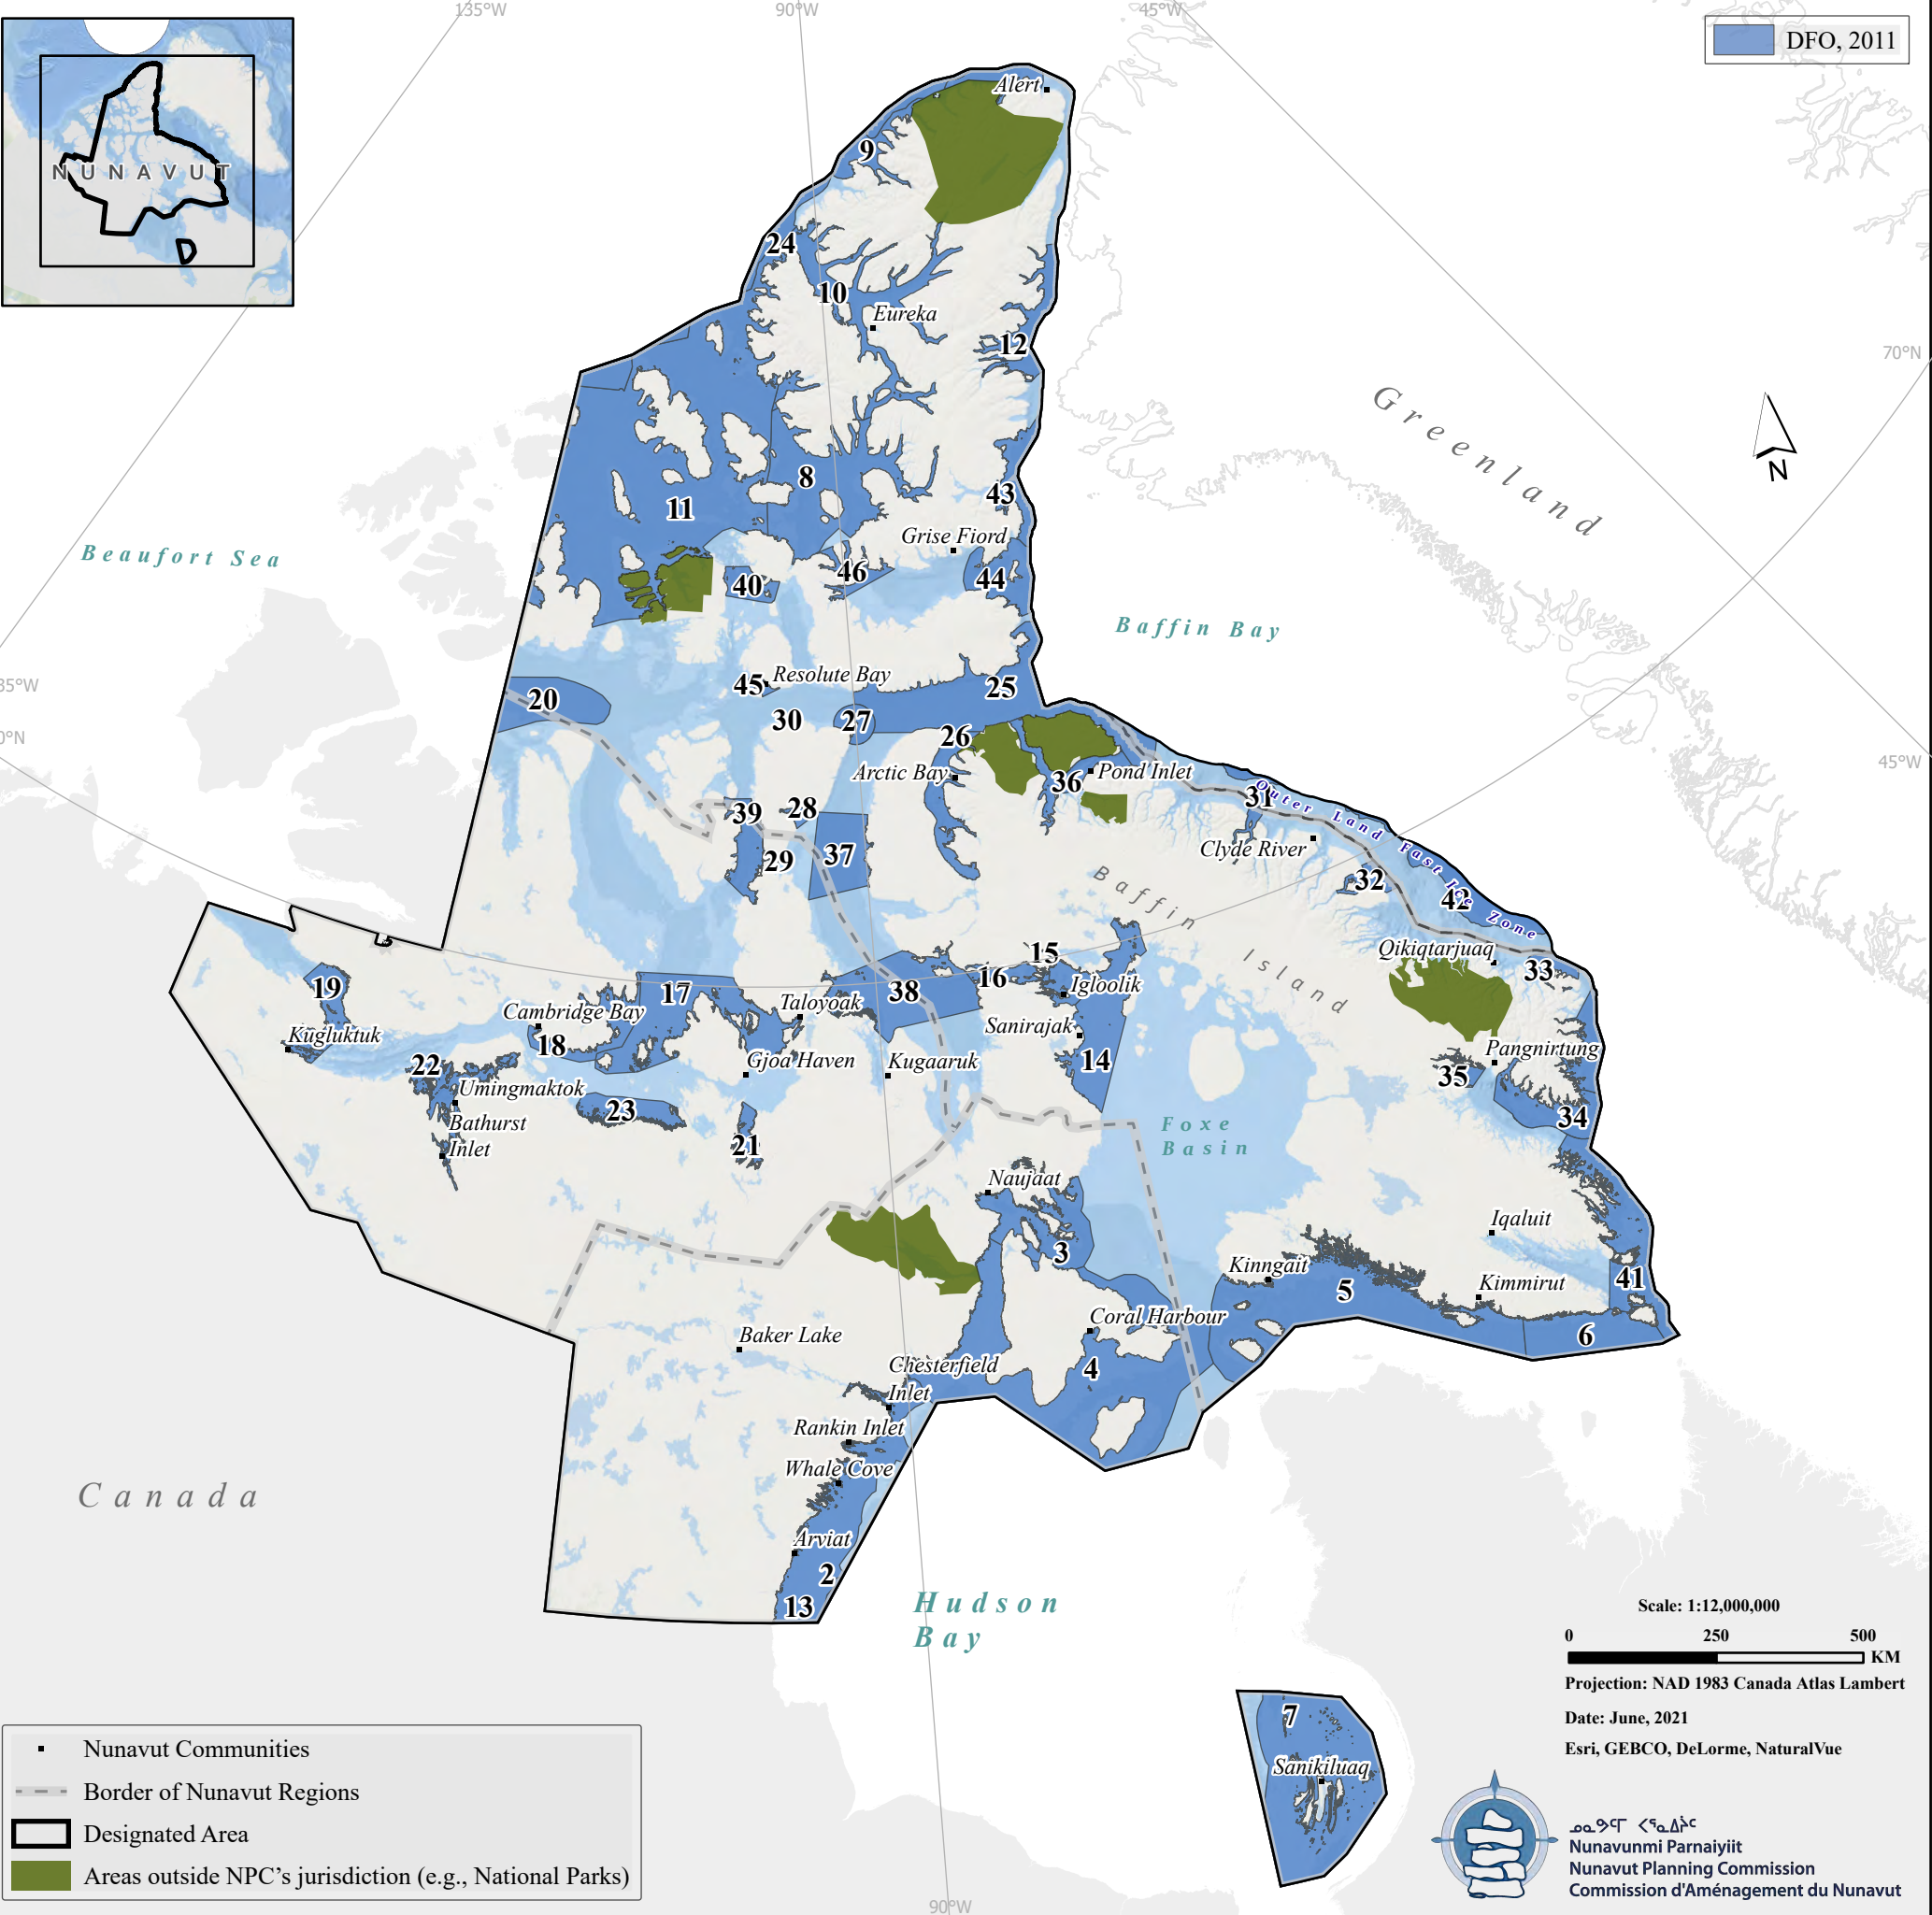 135°W
90°W
45°W
DFO, 2011
NUNAVUT
Alert
9
24
10
Eureka
12
70°N
Greenland
N
8
11
43
Grise Fiord
Beaufort Sea
46
44
40
Baffin Bay
Resolute Bay
45
25
35°W
20
30
27
26
0°N
45°W
Arctic Bay
36
Pond Inlet
31
Outer Land Fast Ice Zone
39
28
29
37
Clyde River
32
42
Baffin Island
Qikiqtarjuaq
33
15
16
Igloolik
19
17
38
Cambridge Bay
Taloyoak
Kugluktuk
18
Sanirajak
14
Gjoa Haven
Kugaaruk
Pangnirtung
35
22
Umingmaktok
23
34
Bathurst
Inlet
21
Foxe
Basin
Naujaat
3
Iqaluit
Kinngait
5
Kimmirut
41
Coral Harbour
6
Baker Lake
4
Chesterfield
Inlet
Rankin Inlet
Whale Cove
Canada
Arviat
2
13
Hudson
Bay
Scale: 1:12,000,000
0 250 500
KM
Projection: NAD 1983 Canada Atlas Lambert
Date: June, 2021
Esri, GEBCO, DeLorme, NaturalVue
7
Sanikiluaq
Nunavut Communities
Border of Nunavut Regions
Designated Area
Areas outside NPC's jurisdiction (e.g., National Parks)
ᓄᓇᕗᑦᒥ ᐸᕐᓇᐃᔩᑦ
Nunavunmi Parnaiyiit
Nunavut Planning Commission
Commission d'Aménagement du Nunavut
90°W